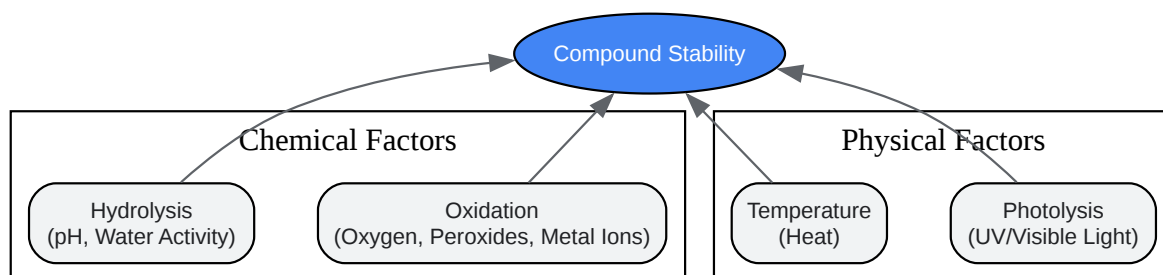 Compound Stability
Chemical Factors
Physical Factors
Hydrolysis
(pH, Water Activity)
Oxidation
(Oxygen, Peroxides, Metal Ions)
Temperature
(Heat)
Photolysis
(UV/Visible Light)